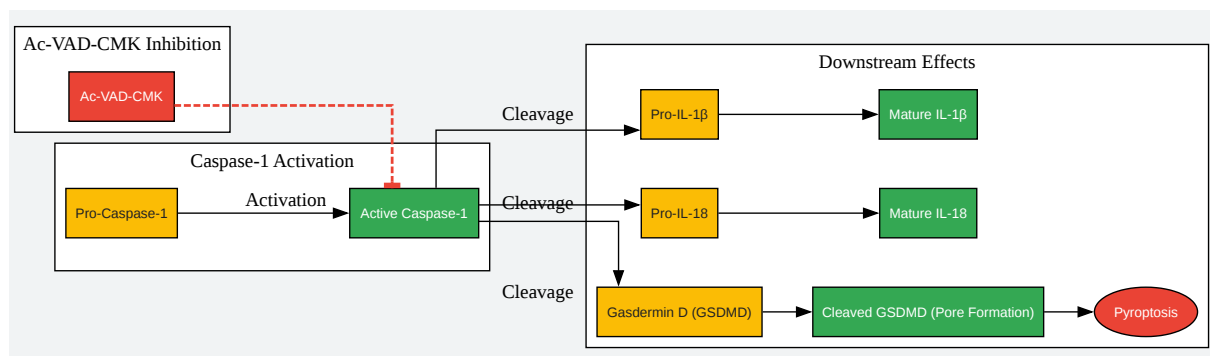 Ac-VAD-CMK Inhibition
Ac-VAD-CMK
Downstream Effects
Cleavage
Pro-IL-1β
Mature IL-1β
Caspase-1 Activation
Pro-Caspase-1
Activation
Active Caspase-1
Cleavage
Pro-IL-18
Mature IL-18
Cleavage
Gasdermin D (GSDMD)
Cleaved GSDMD (Pore Formation)
Pyroptosis